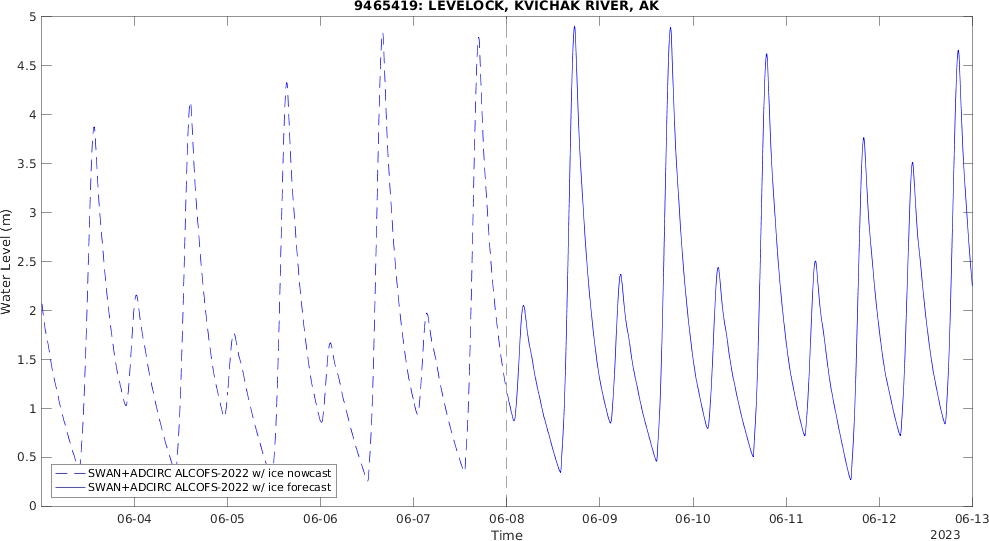 9465419: LEVELOCK, KVICHAK RIVER, AK
5
4.5
4
3.5
3
2.5
2
1.5
1
0.5
0
Water Level (m)
SWAN+ADCIRC ALCOFS-2022 w/ ice nowcast
SWAN+ADCIRC ALCOFS-2022 w/ ice forecast
06-04 06-05 06-06 06-07 06-08 06-09 06-10 06-11 06-12 06-13
Time
2023